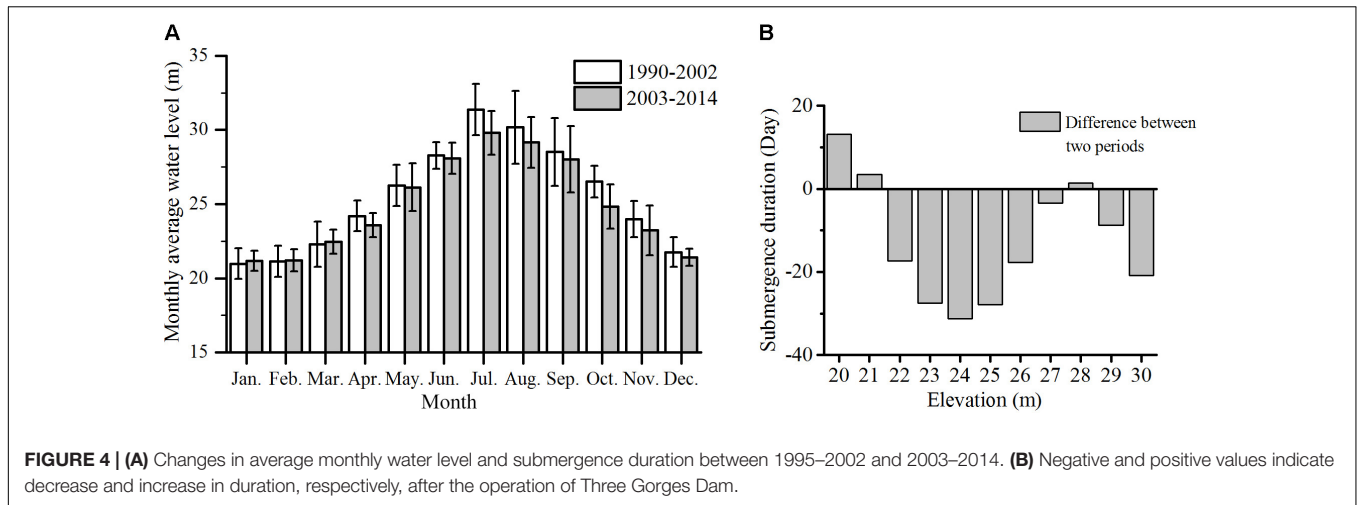 A
Monthly average water level (m)
35
30
25
20
15
1990-2002
2003-2014
Jan. Feb. Mar. Apr. May. Jun. Jul. Aug. Sep. Oct. Nov. Dec.
Month
B
Submergence duration (Day)
20
0
-20
-40
Difference between
two periods
20 21 22 23 24 25 26 27 28 29 30
Elevation (m)
FIGURE 4 | (A) Changes in average monthly water level and submergence duration between 1995–2002 and 2003–2014. (B) Negative and positive values indicate
decrease and increase in duration, respectively, after the operation of Three Gorges Dam.